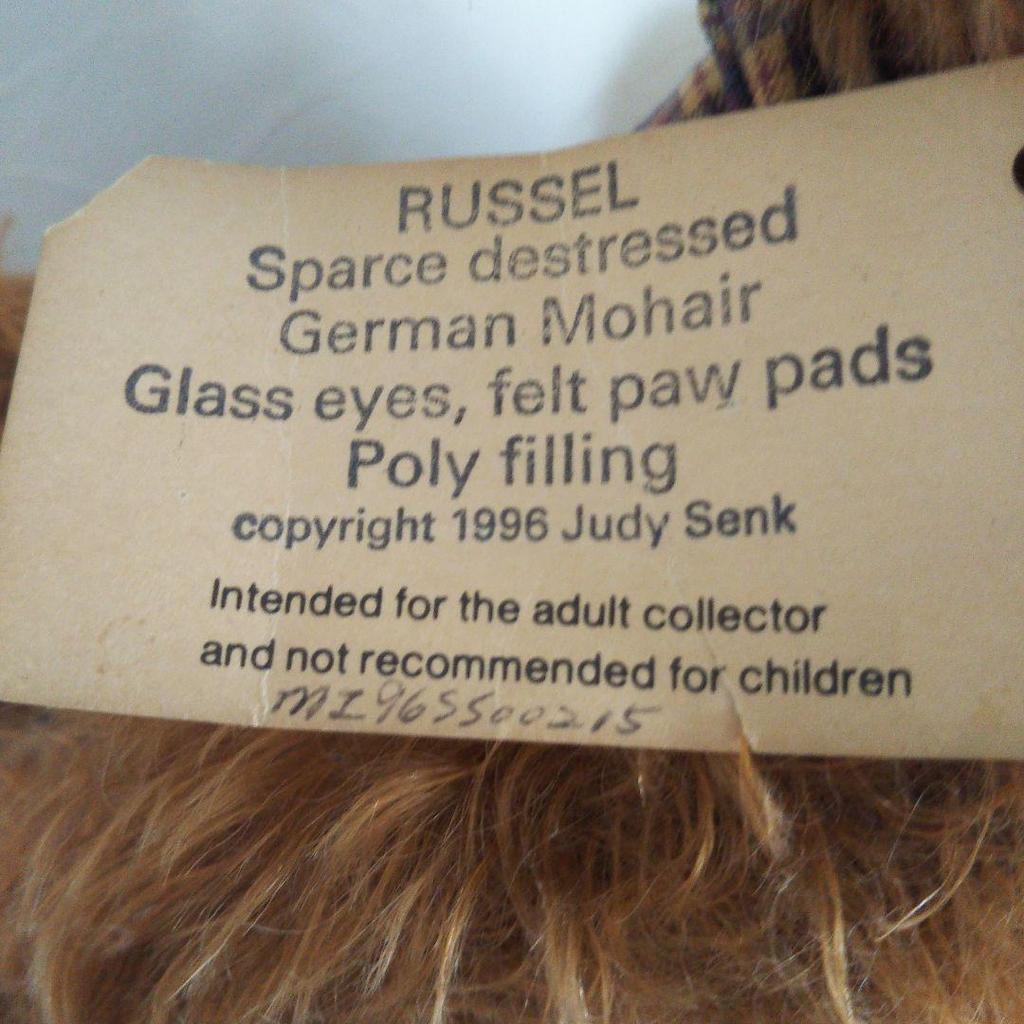 RUSSEL
Sparce destressed
German Mohair
Glass eyes, felt paw pads
Poly filling
copyright 1996 Judy Senk
Intended for the adult collector
and not recommended for children
MI96SS00215